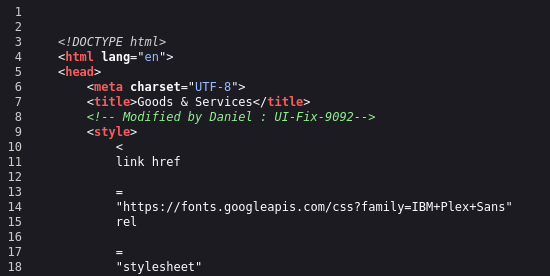 1
2
3 <!DOCTYPE html>
4 <html lang="en">
5 <head>
6 <meta charset="UTF-8">
7 <title>Goods & Services</title>
8 <!-- Modified by Daniel : UI-Fix-9092-->
9 <style>
10 <
11 link href
12
13 =
14 "https://fonts.googleapis.com/css?family=IBM+Plex+Sans"
15 rel
16
17 =
18 "stylesheet"